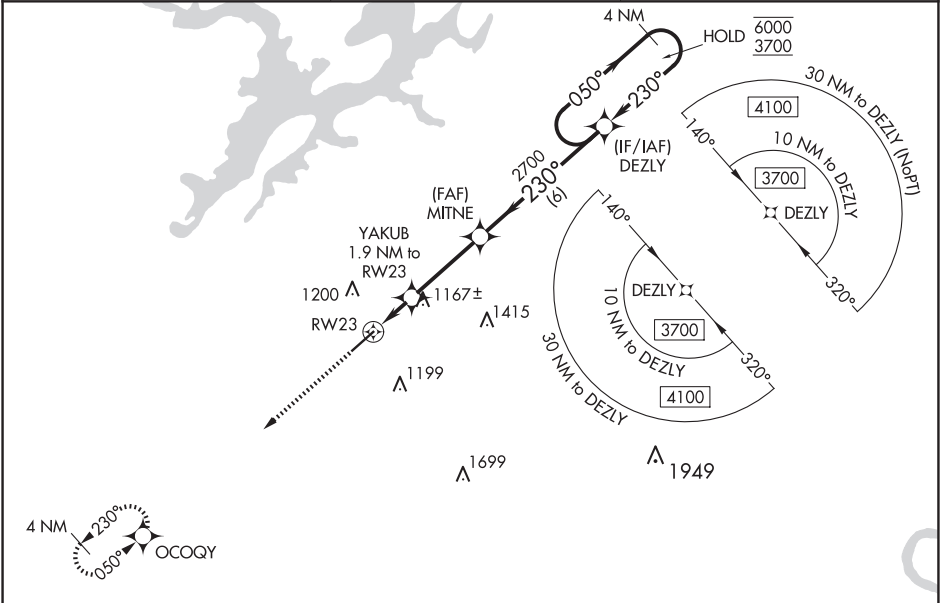 4 NM
HOLD
6000
3700
050°
230°
(IF/IAF)
DEZLY
2700
230°
(6)
(FAF)
MITNE
YAKUB
1.9 NM to
RW23
1200
1167±
RW23
1415
1199
1699
1949
30 NM to DEZLY (NoPT)
4100
140°
10 NM to DEZLY
3700
DEZLY
320°
140°
DEZLY
3700
10 NM to DEZLY
320°
30 NM to DEZLY
4100
4 NM
230°
050°
OCOQY